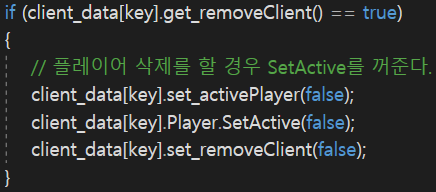 if (client_data[key].get_removeClient() == true)
{
// 플레이어 삭제를 할 경우 SetActive를 꺼준다.
client_data[key].set_activePlayer(false);
client_data[key].Player.SetActive(false);
client_data[key].set_removeClient(false);
}